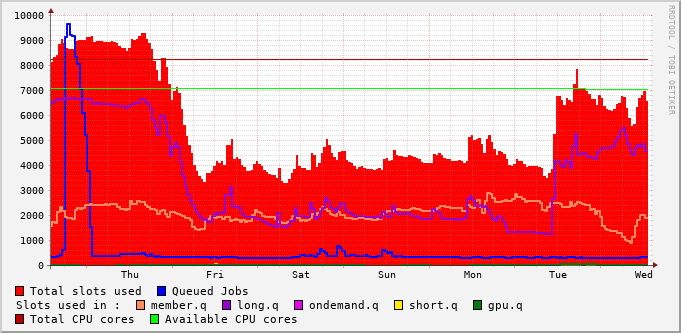 10000
9000
8000
7000
6000
5000
4000
3000
2000
1000
0
Thu Fri Sat Sun Mon Tue Wed
RRDTOOL / TOBI OETIKER
Total slots used Queued Jobs
Slots used in : member.q long.q ondemand.q short.q gpu.q
Total CPU cores Available CPU cores